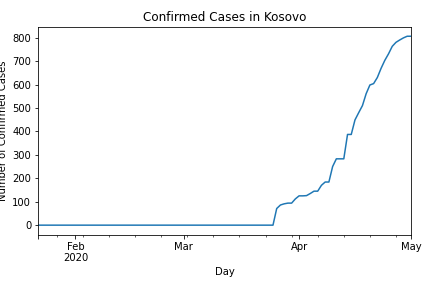 Confirmed Cases in Kosovo
Number of Confirmed Cases
800
700
600
500
400
300
200
100
0
Feb
2020
Mar
Apr
May
Day